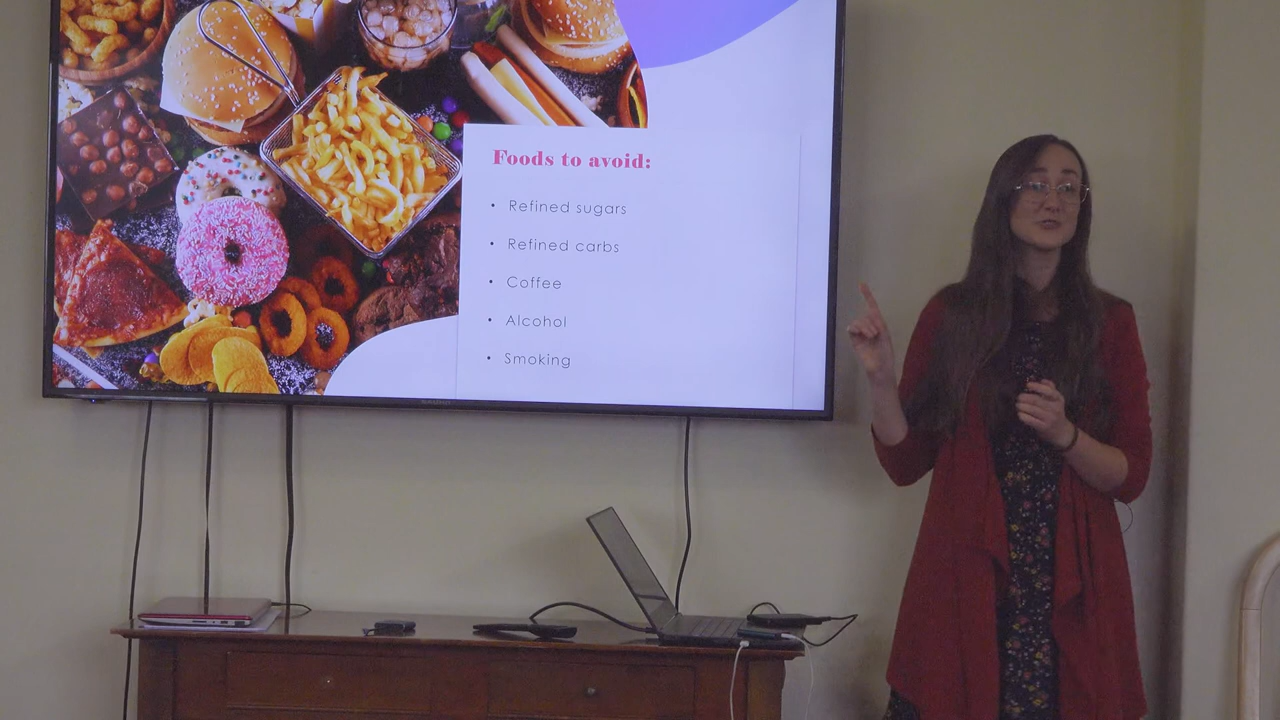 Foods to avoid:
• Refined sugars
• Refined carbs
• Coffee
• Alcohol
• Smoking